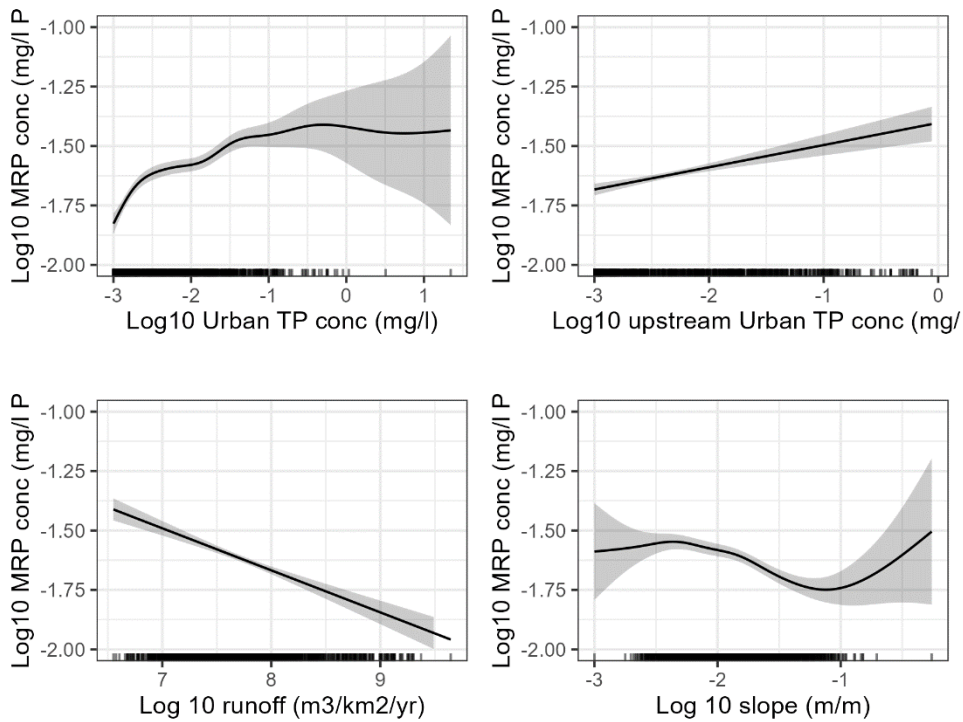 Log10 MRP conc (mg/l P
-1.00
-1.25
-1.50
-1.75
-2.00
-3 -2 -1 0 1
Log10 Urban TP conc (mg/l)
Log10 MRP conc (mg/l P
-1.00
-1.25
-1.50
-1.75
-2.00
-3 -2 -1 0
Log10 upstream Urban TP conc (mg/
Log10 MRP conc (mg/l P
-1.00
-1.25
-1.50
-1.75
-2.00
7 8 9
Log 10 runoff (m3/km2/yr)
Log10 MRP conc (mg/l P
-1.00
-1.25
-1.50
-1.75
-2.00
-3 -2 -1
Log 10 slope (m/m)